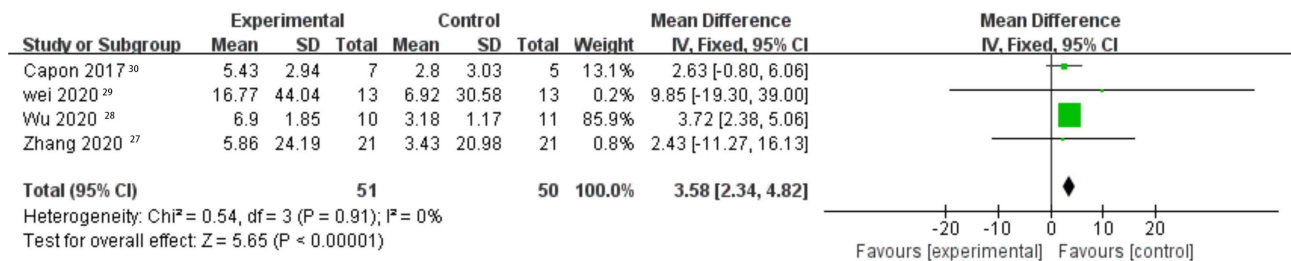 Experimental Control Mean Difference Mean Difference
Study or Subgroup Mean SD Total Mean SD Total Weight IV, Fixed, 95% CI IV, Fixed, 95% CI
Capon 2017 30 5.43 2.94 7 2.8 3.03 5 13.1% 2.63 [-0.80, 6.06]
wei 2020 29 16.77 44.04 13 6.92 30.58 13 0.2% 9.85 [-19.30, 39.00]
Wu 2020 28 6.9 1.85 10 3.18 1.17 11 85.9% 3.72 [2.38, 5.06]
Zhang 2020 27 5.86 24.19 21 3.43 20.98 21 0.8% 2.43 [-11.27, 16.13]
Total (95% CI) 51 50 100.0% 3.58 [2.34, 4.82]
Heterogeneity: Chi² = 0.54, df = 3 (P = 0.91); I² = 0%
Test for overall effect: Z = 5.65 (P < 0.00001)
-20 -10 0 10 20
Favours [experimental] Favours [control]